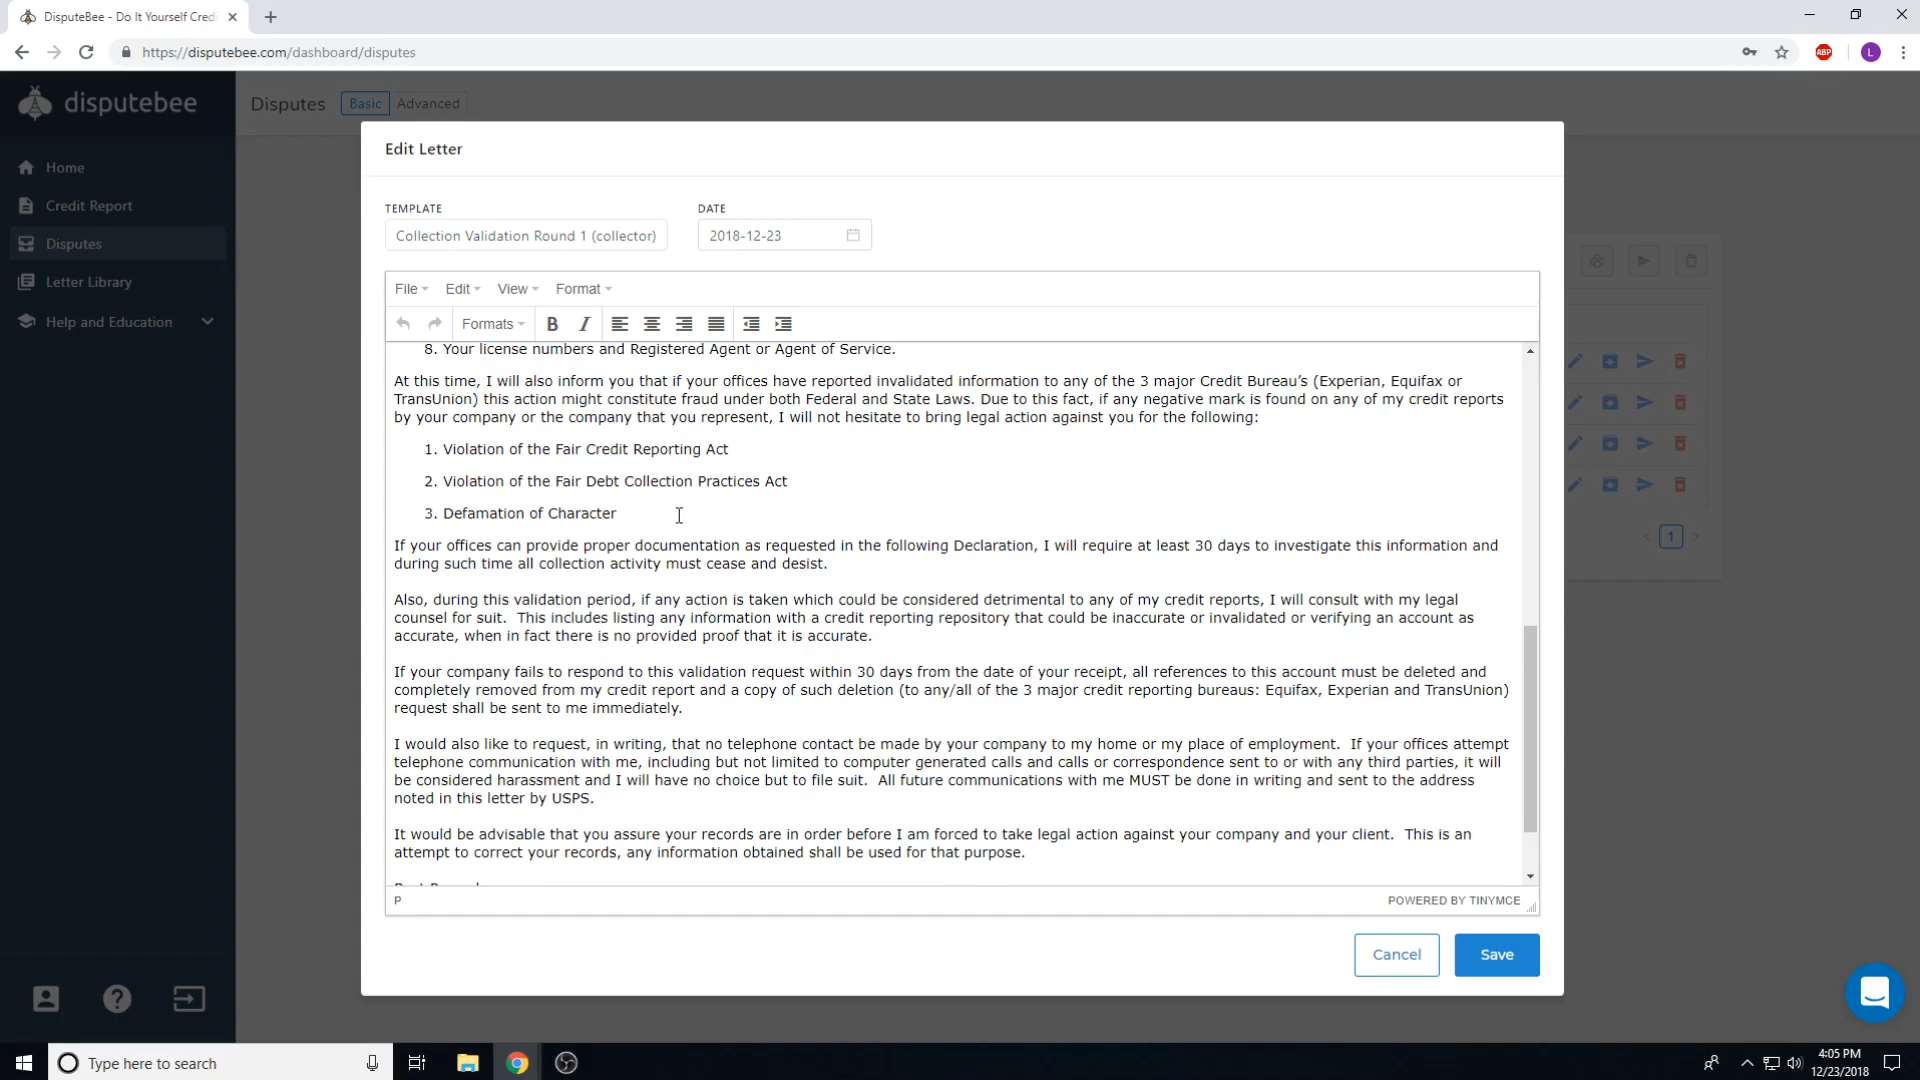 DisputeBee - Do It Yourself Credi
https://disputebee.com/dashboard/disputes
ABP
L
disputebee
Disputes
Basic
Advanced
Home
Credit Report
Disputes
Letter Library
Help and Education
Edit Letter
TEMPLATE
DATE
Collection Validation Round 1 (collector)
2018-12-23
File
Edit
View
Format
Formats
B
I
8. Your license numbers and Registered Agent or Agent of Service.
At this time, I will also inform you that if your offices have reported invalidated information to any of the 3 major Credit Bureau’s (Experian, Equifax or
TransUnion) this action might constitute fraud under both Federal and State Laws. Due to this fact, if any negative mark is found on any of my credit reports
by your company or the company that you represent, I will not hesitate to bring legal action against you for the following:
1. Violation of the Fair Credit Reporting Act
2. Violation of the Fair Debt Collection Practices Act
3. Defamation of Character
If your offices can provide proper documentation as requested in the following Declaration, I will require at least 30 days to investigate this information and
during such time all collection activity must cease and desist.
Also, during this validation period, if any action is taken which could be considered detrimental to any of my credit reports, I will consult with my legal
counsel for suit.  This includes listing any information with a credit reporting repository that could be inaccurate or invalidated or verifying an account as
accurate, when in fact there is no provided proof that it is accurate.
If your company fails to respond to this validation request within 30 days from the date of your receipt, all references to this account must be deleted and
completely removed from my credit report and a copy of such deletion (to any/all of the 3 major credit reporting bureaus: Equifax, Experian and TransUnion)
request shall be sent to me immediately.
I would also like to request, in writing, that no telephone contact be made by your company to my home or my place of employment.  If your offices attempt
telephone communication with me, including but not limited to computer generated calls and calls or correspondence sent to or with any third parties, it will
be considered harassment and I will have no choice but to file suit.  All future communications with me MUST be done in writing and sent to the address
noted in this letter by USPS.
It would be advisable that you assure your records are in order before I am forced to take legal action against your company and your client.  This is an
attempt to correct your records, any information obtained shall be used for that purpose.
P
POWERED BY TINYMCE
Cancel
Save
1
Type here to search
4:05 PM
12/23/2018